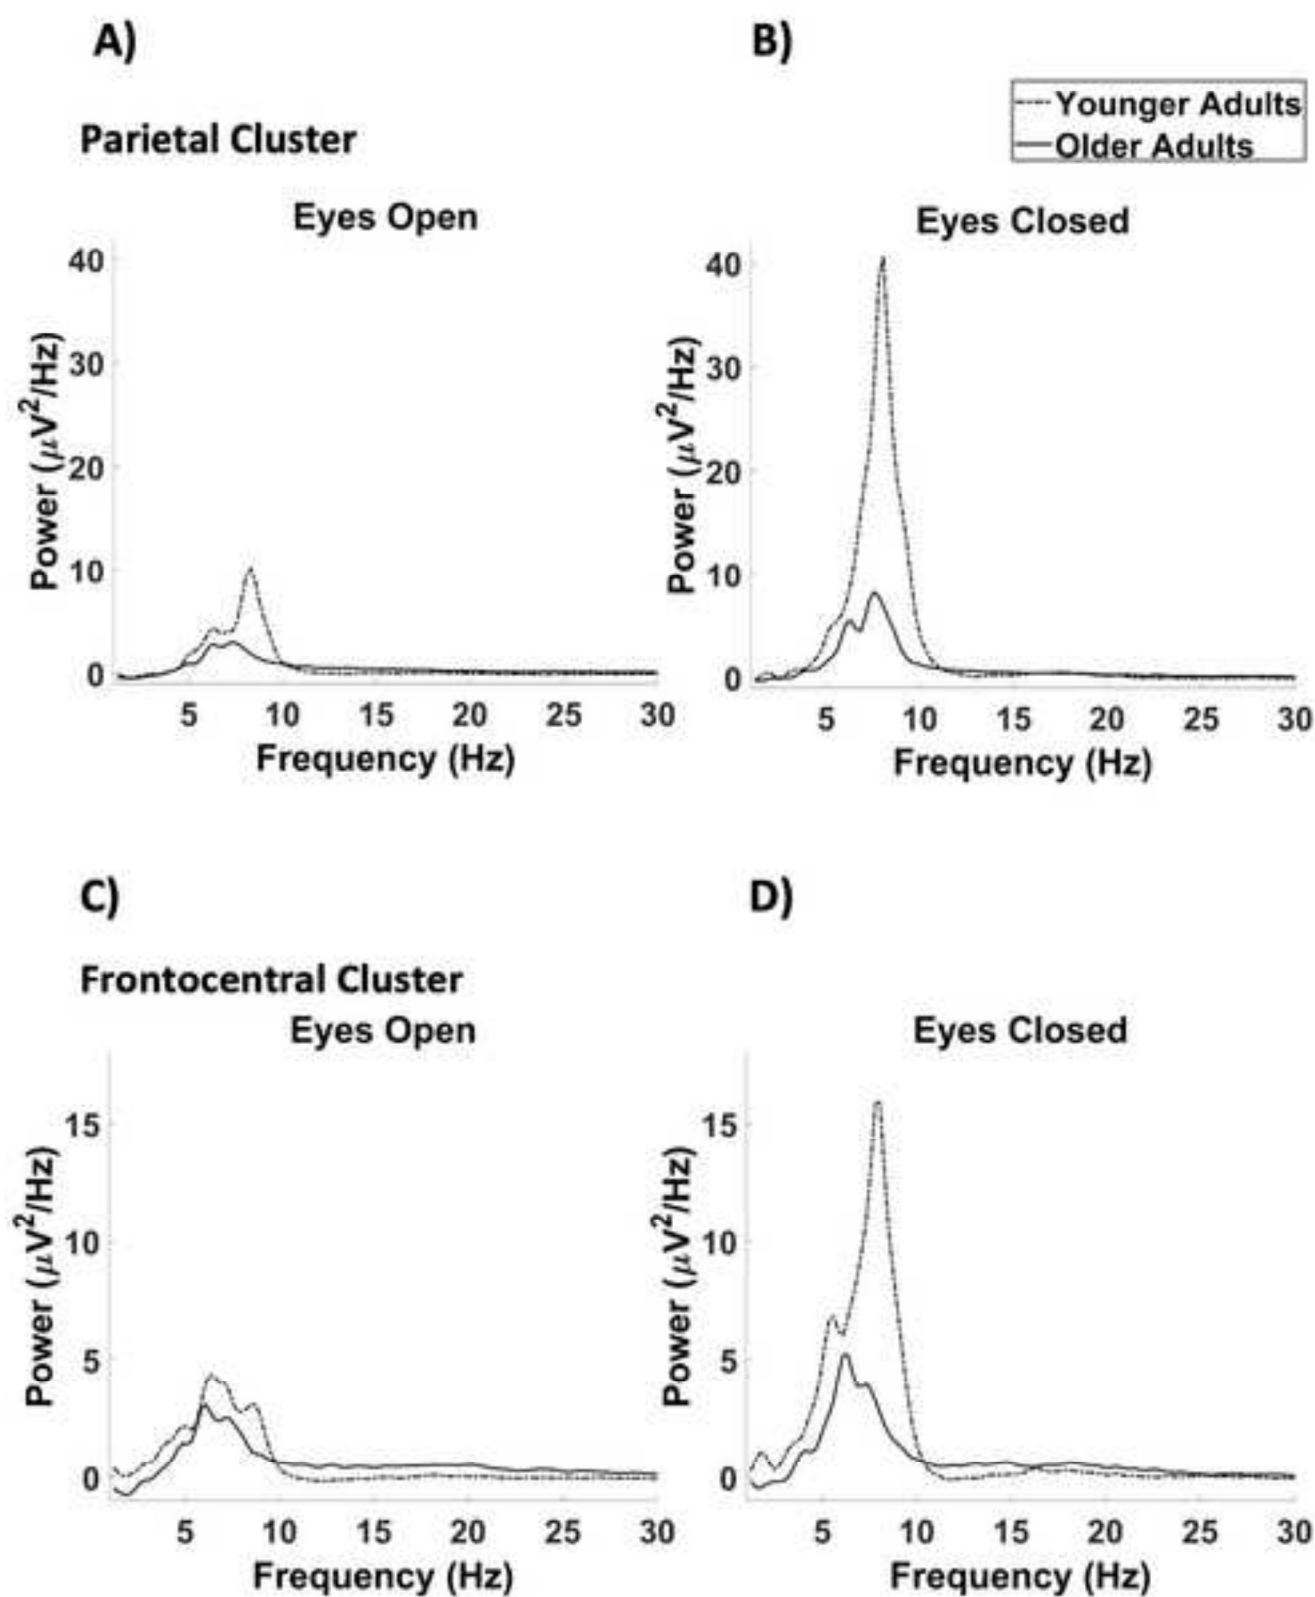 A)
B)
Younger Adults
Older Adults
Parietal Cluster
Eyes Open
Eyes Closed
40
30
20
10
0
Power (μV²/Hz)
5 10 15 20 25 30
Frequency (Hz)
40
30
20
10
0
Power (μV²/Hz)
5 10 15 20 25 30
Frequency (Hz)
C)
D)
Frontocentral Cluster
Eyes Open
Eyes Closed
15
10
5
0
Power (μV²/Hz)
5 10 15 20 25 30
Frequency (Hz)
15
10
5
0
Power (μV²/Hz)
5 10 15 20 25 30
Frequency (Hz)